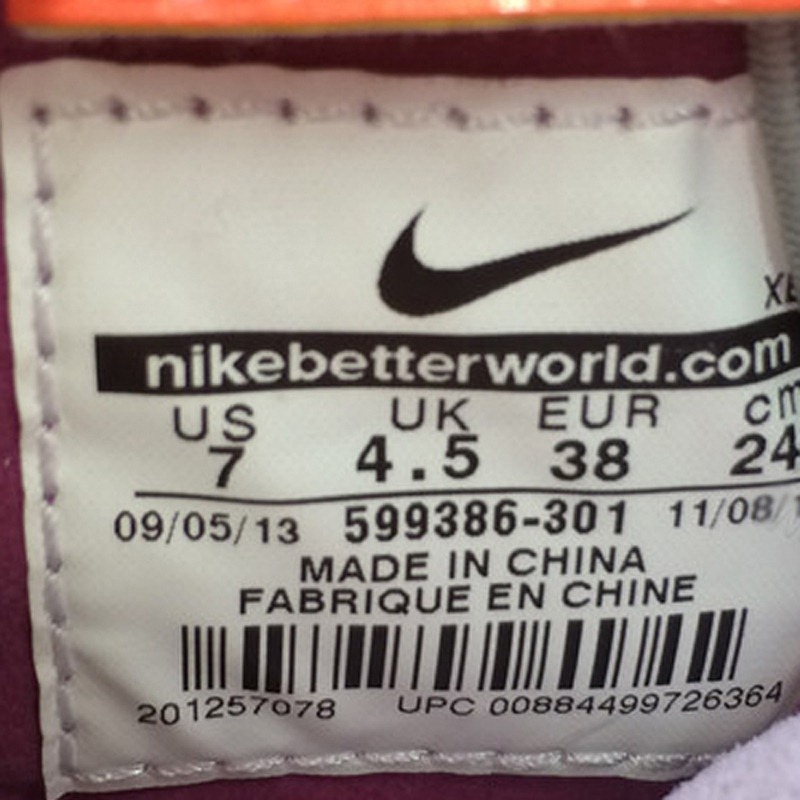 nikebetterworld.com
US UK EUR cm
7 4.5 38 24
09/05/13 599386-301 11/08/
MADE IN CHINA
FABRIQUE EN CHINE
201257078 UPC 00884499726364